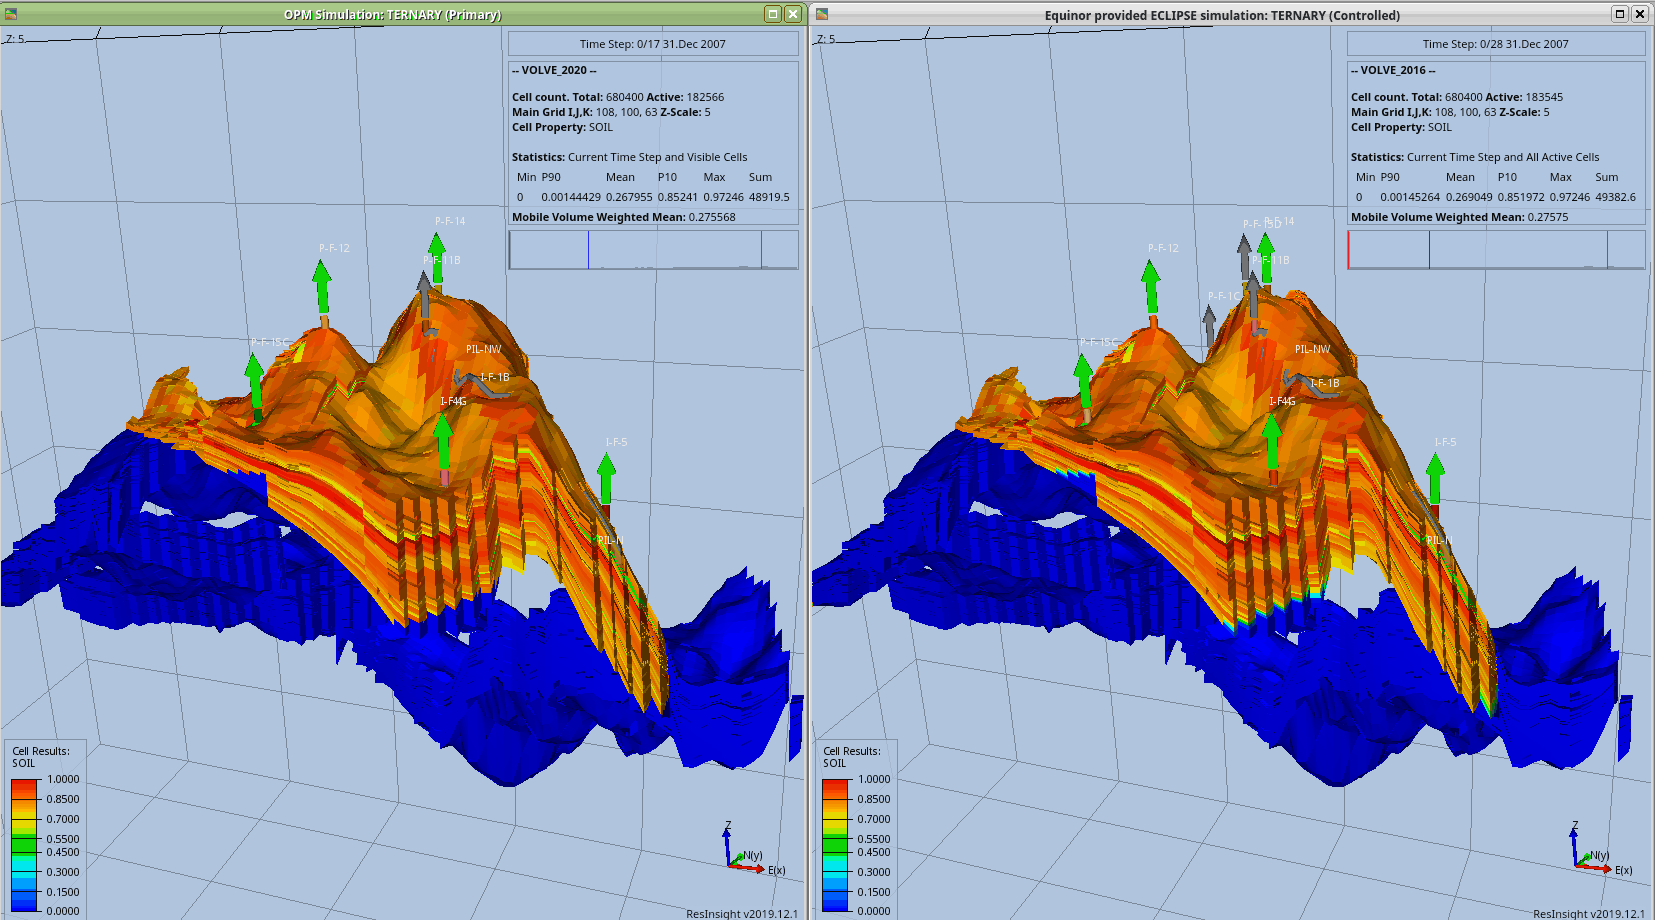 OPM Simulation: TERNARY (Primary)
Z: 5
Time Step: 0/17 31.Dec 2007
-- VOLVE_2020 --
Cell count. Total: 680400 Active: 182566
Main Grid I,J,K: 108, 100, 63 Z-Scale: 5
Cell Property: SOIL
Statistics: Current Time Step and Visible Cells
Min P90 Mean P10 Max Sum
0 0.00144429 0.267955 0.85241 0.97246 48919.5
Mobile Volume Weighted Mean: 0.275568
P-F-14
P-F-12
P-F-11B
P-F-15C
PIL-NW
I-F-1B
I-F-5
PIL-N
Cell Results:
SOIL
1.0000
0.8500
0.7000
0.5500
0.4500
0.3000
0.1500
0.0000
Z
N(y)
E(x)
ResInsight v2019.12.1
Equinor provided ECLIPSE simulation: TERNARY (Controlled)
Z: 5
Time Step: 0/28 31.Dec 2007
-- VOLVE_2016 --
Cell count. Total: 680400 Active: 183545
Main Grid I,J,K: 108, 100, 63 Z-Scale: 5
Cell Property: SOIL
Statistics: Current Time Step and All Active Cells
Min P90 Mean P10 Max Sum
0 0.00145264 0.269049 0.851972 0.97246 49382.6
Mobile Volume Weighted Mean: 0.27575
P-F-12
P-F-11B
P-F-1C
P-F-15C
PIL-NW
I-F-1B
I-F-5
PIL-N
Cell Results:
SOIL
1.0000
0.8500
0.7000
0.5500
0.4500
0.3000
0.1500
0.0000
Z
N(y)
E(x)
ResInsight v2019.12.1